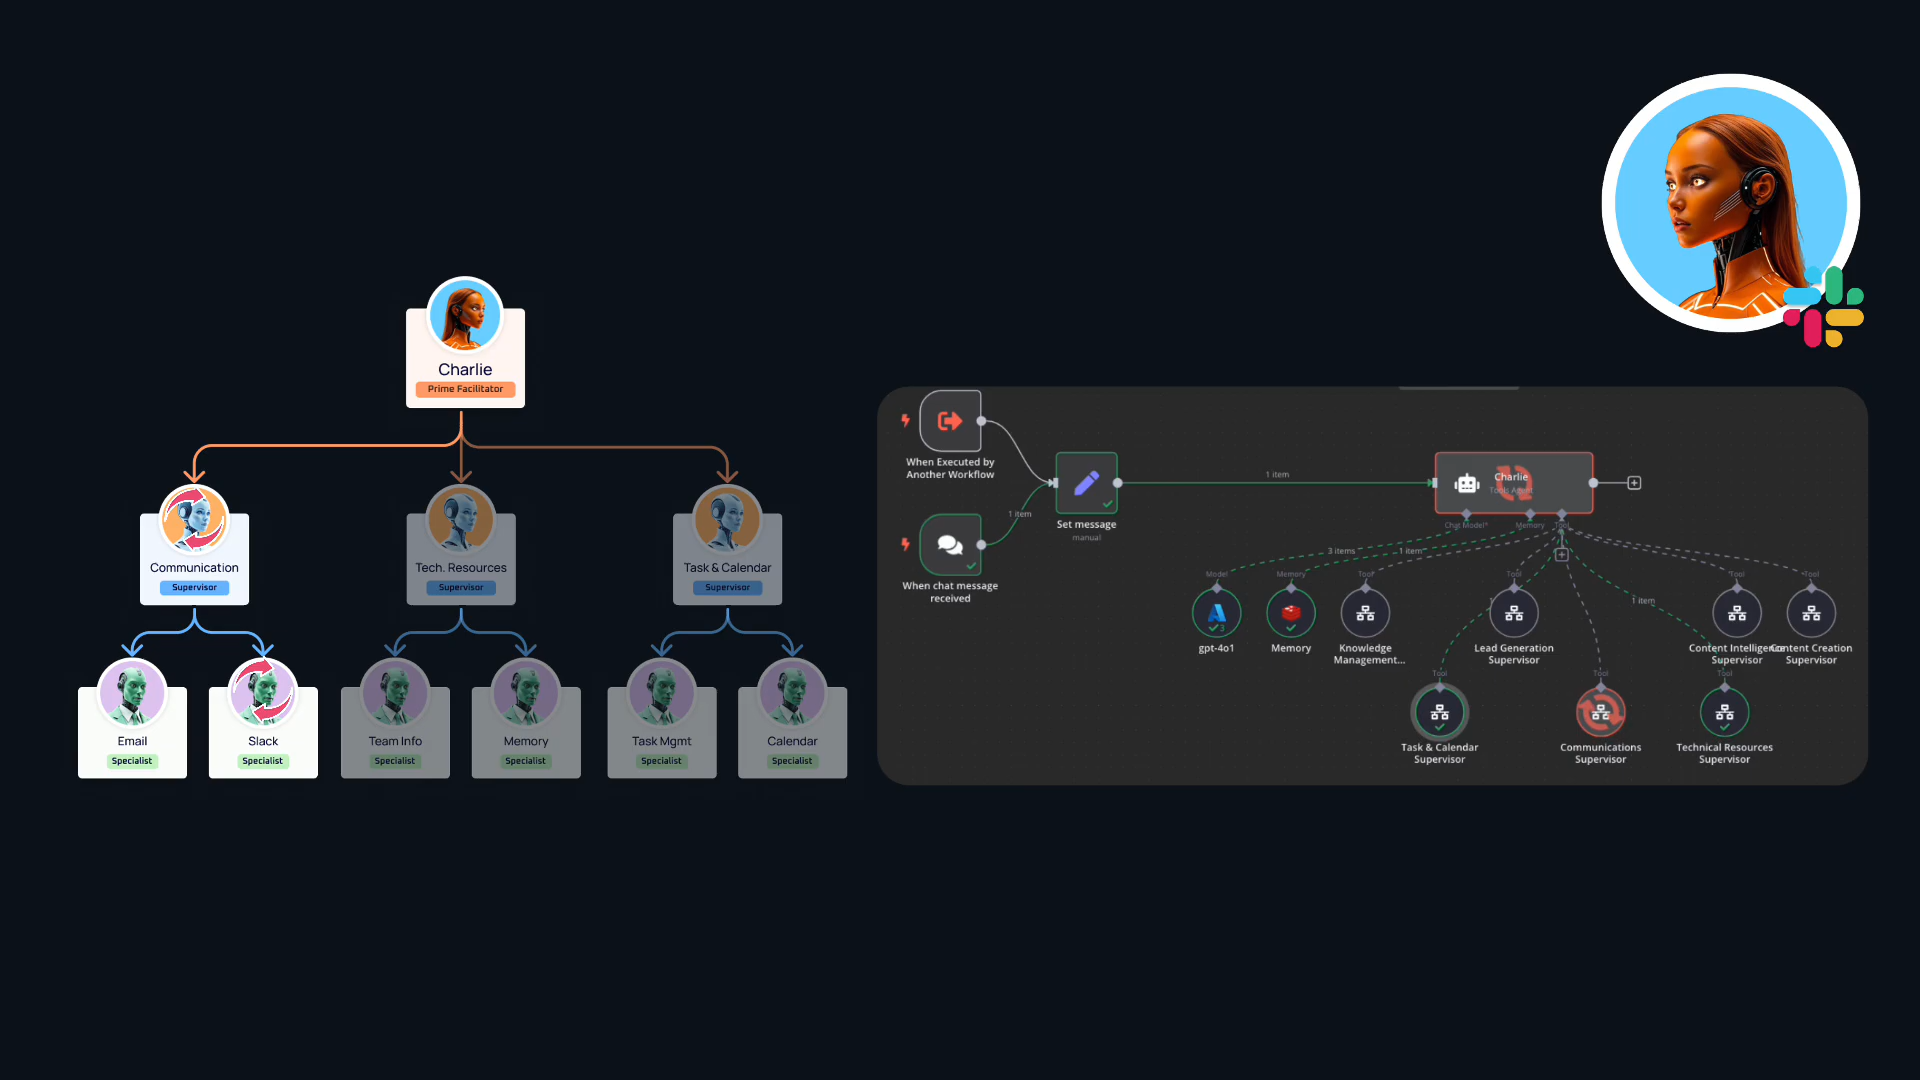 Charlie
Prime Facilitator
Communication
Supervisor
Tech. Resources
Supervisor
Task & Calendar
Supervisor
Email
Specialist
Slack
Specialist
Team Info
Specialist
Memory
Specialist
Task Mgmt
Specialist
Calendar
Specialist
When Executed by
Another Workflow
1 item
When chat message
received
Set message
manual
1 item
Charlie
Tools Agent
Chat Model*
Memory
Tool
3 items
1 item
Model
Memory
Tool
Tool
Tool
Tool
1
1 item
3
gpt-4o1
Memory
Knowledge
Management...
Lead Generation
Supervisor
Content Intelligence
Supervisor
Content Creation
Supervisor
Tool
Tool
Tool
Task & Calendar
Supervisor
Communications
Supervisor
Technical Resources
Supervisor